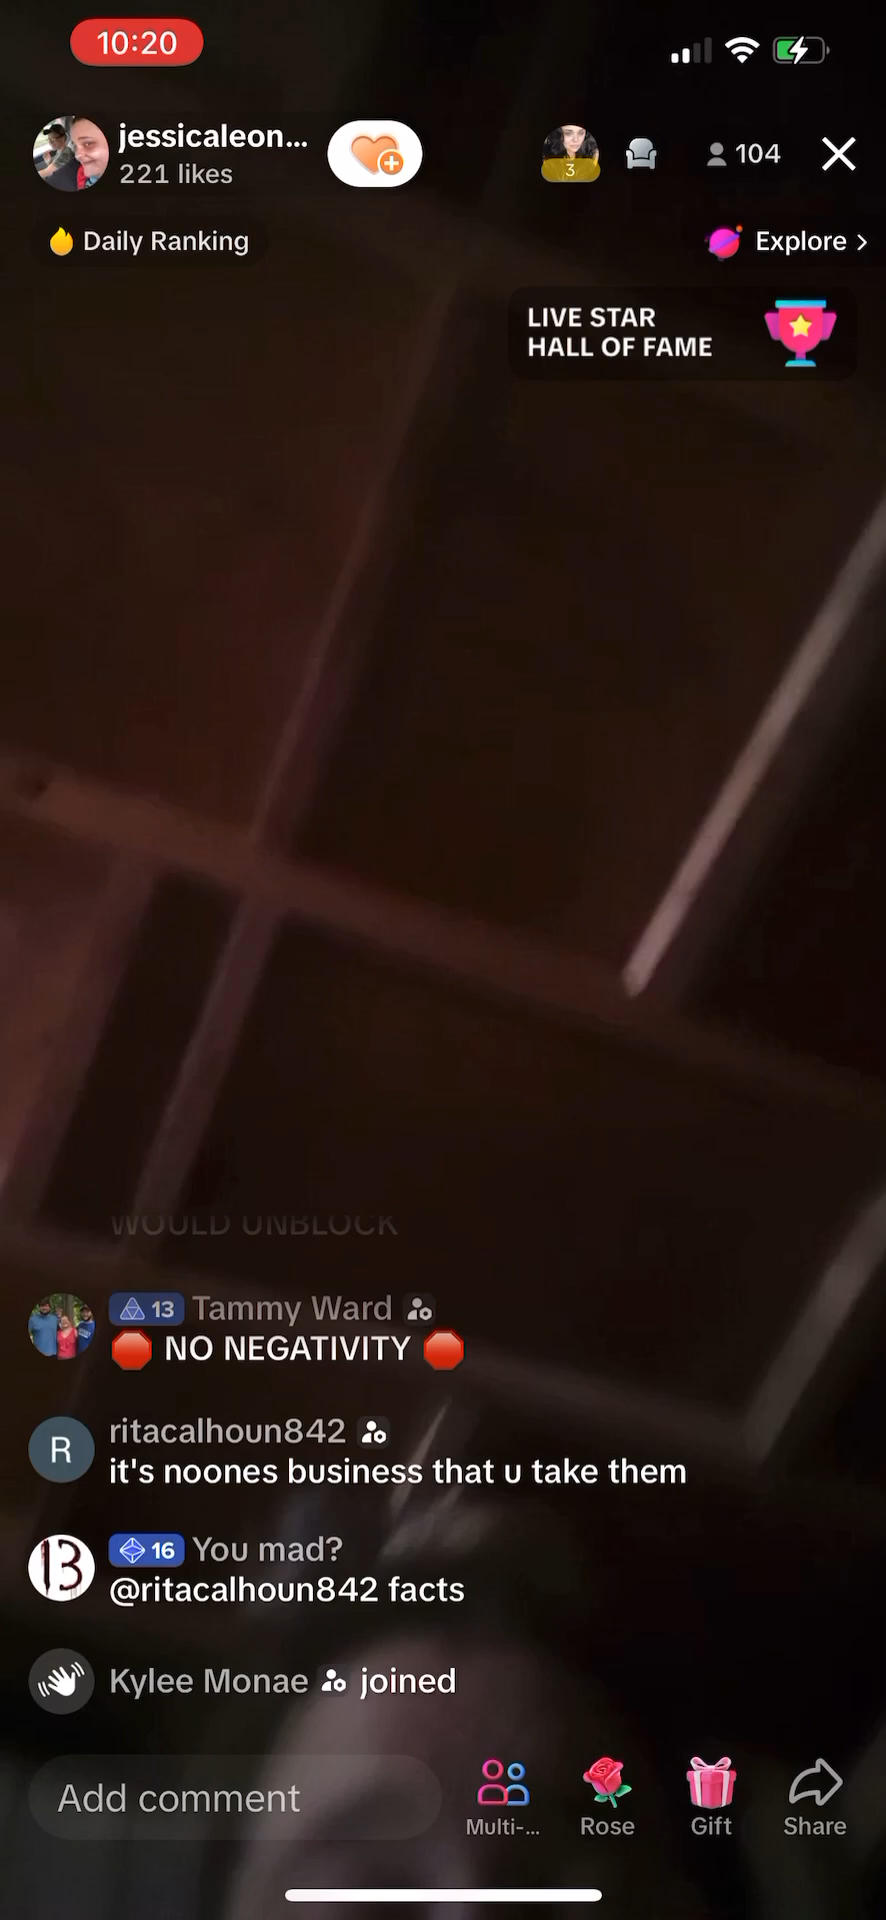 10:20
jessicaleon...
221 likes
3
104
Daily Ranking
Explore >
LIVE STAR
HALL OF FAME
WOULD UNBLOCK
13 Tammy Ward
🛑 NO NEGATIVITY 🛑
R
ritacalhoun842
it's noones business that u take them
13
16 You mad?
@ritacalhoun842 facts
Kylee Monae joined
Add comment
Multi-...
Rose
Gift
Share